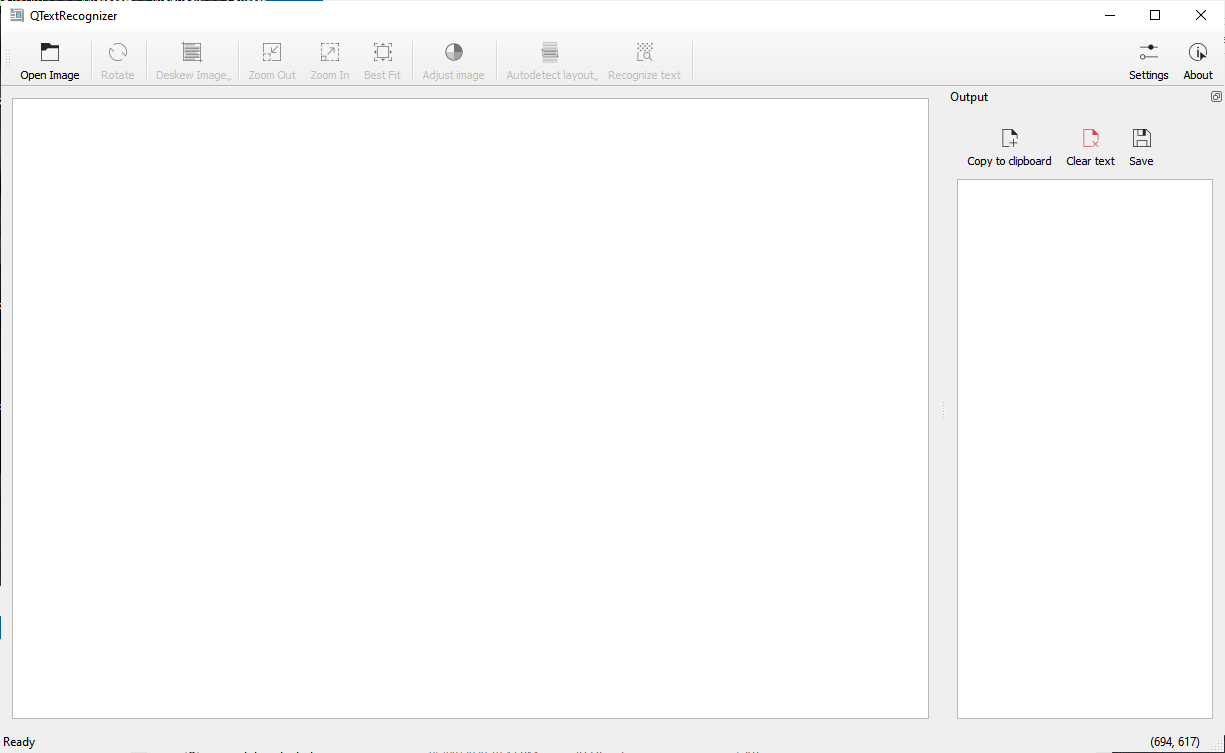 QTextRecognizer
Open Image Rotate Deskew Image Zoom Out Zoom In Best Fit Adjust image Autodetect layout Recognize text Settings About
Output
Copy to clipboard Clear text Save
Ready (694, 617)